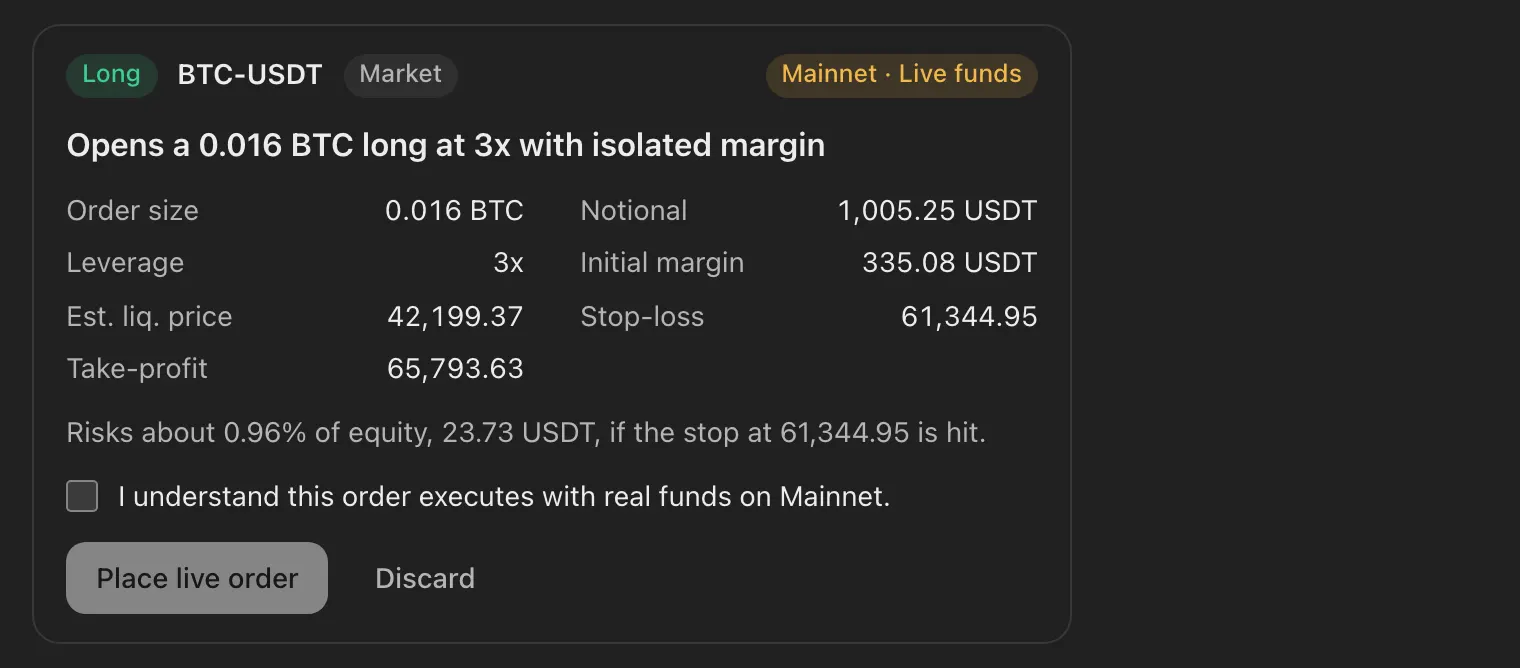 Long BTC-USDT Market Mainnet · Live funds
Opens a 0.016 BTC long at 3x with isolated margin
Order size 0.016 BTC Notional 1,005.25 USDT
Leverage 3x Initial margin 335.08 USDT
Est. liq. price 42,199.37 Stop-loss 61,344.95
Take-profit 65,793.63
Risks about 0.96% of equity, 23.73 USDT, if the stop at 61,344.95 is hit.
I understand this order executes with real funds on Mainnet.
Place live order Discard